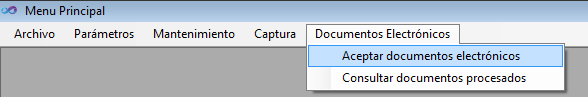 Menu Principal
Archivo Parámetros Mantenimiento Captura Documentos Electrónicos
Aceptar documentos electrónicos
Consultar documentos procesados